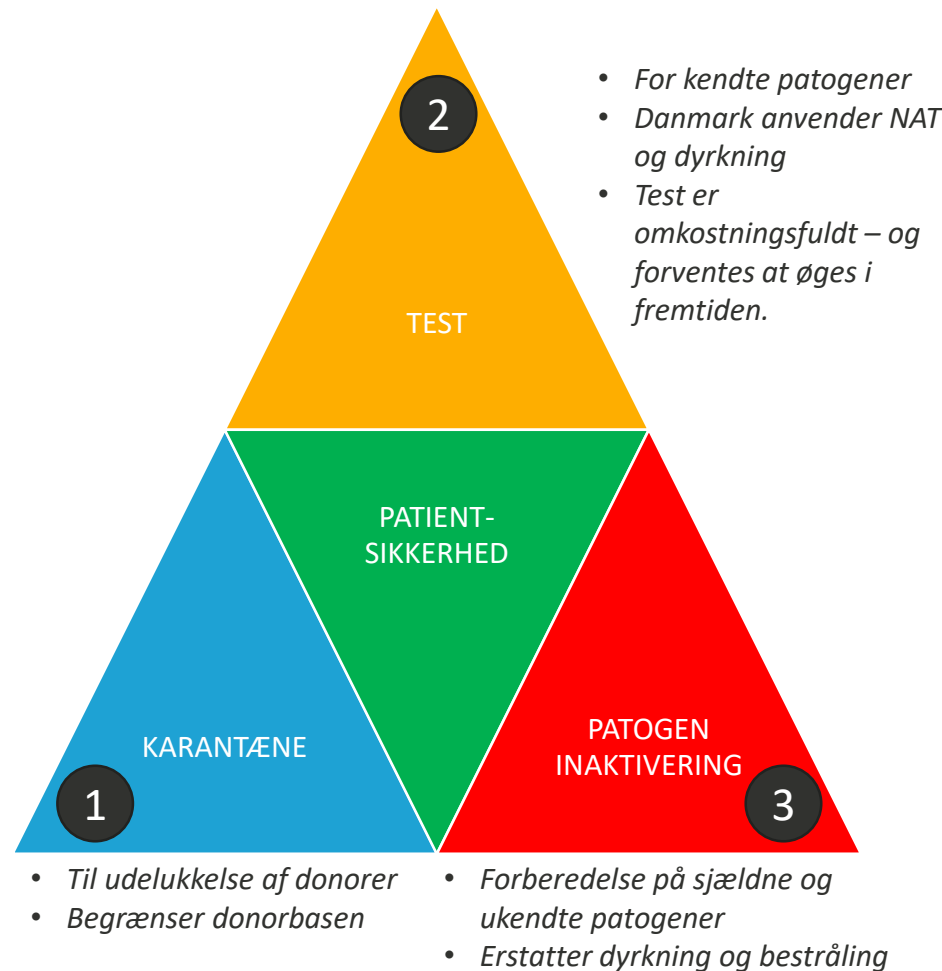 2
• For kendte patogener
• Danmark anvender NAT
og dyrkning
• Test er
omkostningsfuldt – og
forventes at øges i
fremtiden.
TEST
PATIENT-
SIKKERHED
KARANTÆNE
PATOGEN
INAKTIVERING
1
3
• Til udelukkelse af donorer
• Begrænser donorbasen
• Forberedelse på sjældne og
ukendte patogener
• Erstatter dyrkning og bestråling